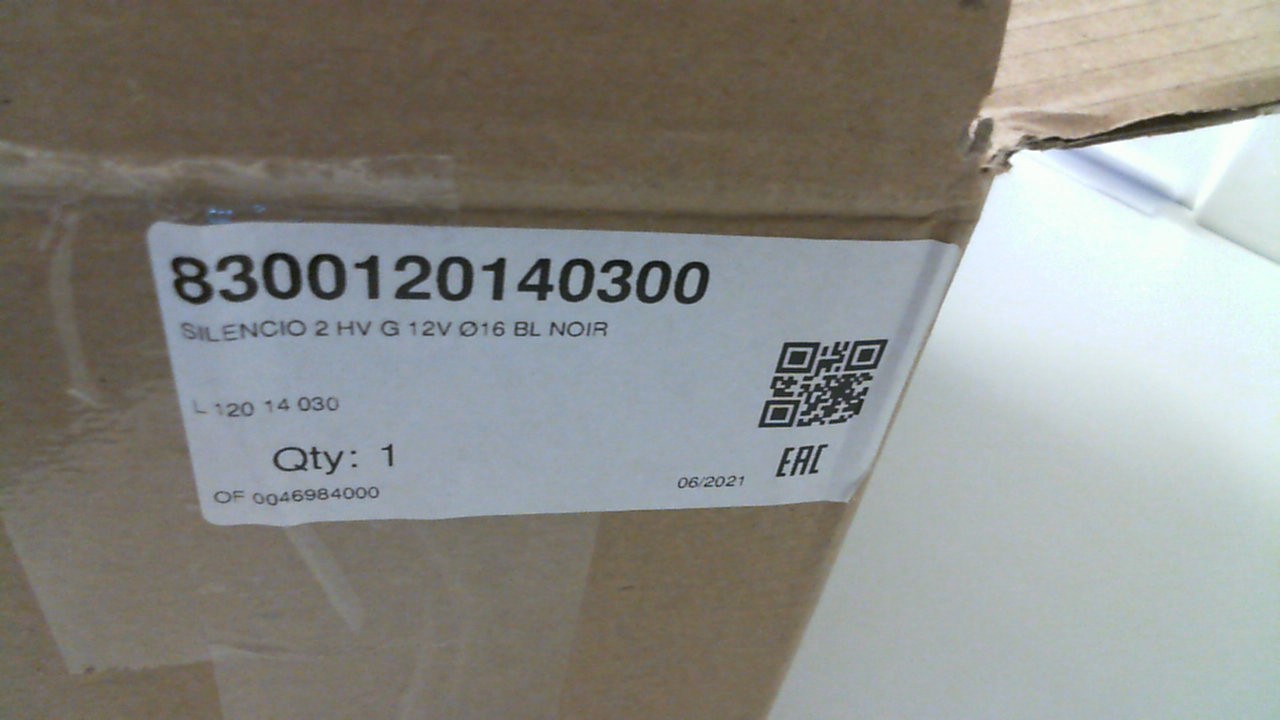 8300120140300
SILENCIO 2 HV G 12V Ø16 BL NOIR
L 120 14 030
Qty: 1
OF 0046984000
06/2021
EAC